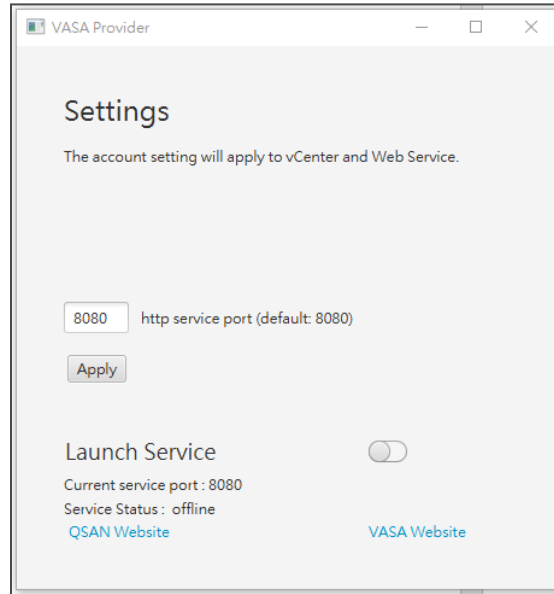 VASA Provider
Settings
The account setting will apply to vCenter and Web Service.
8080 http service port (default: 8080)
Apply
Launch Service
Current service port : 8080
Service Status : offline
QSAN Website VASA Website